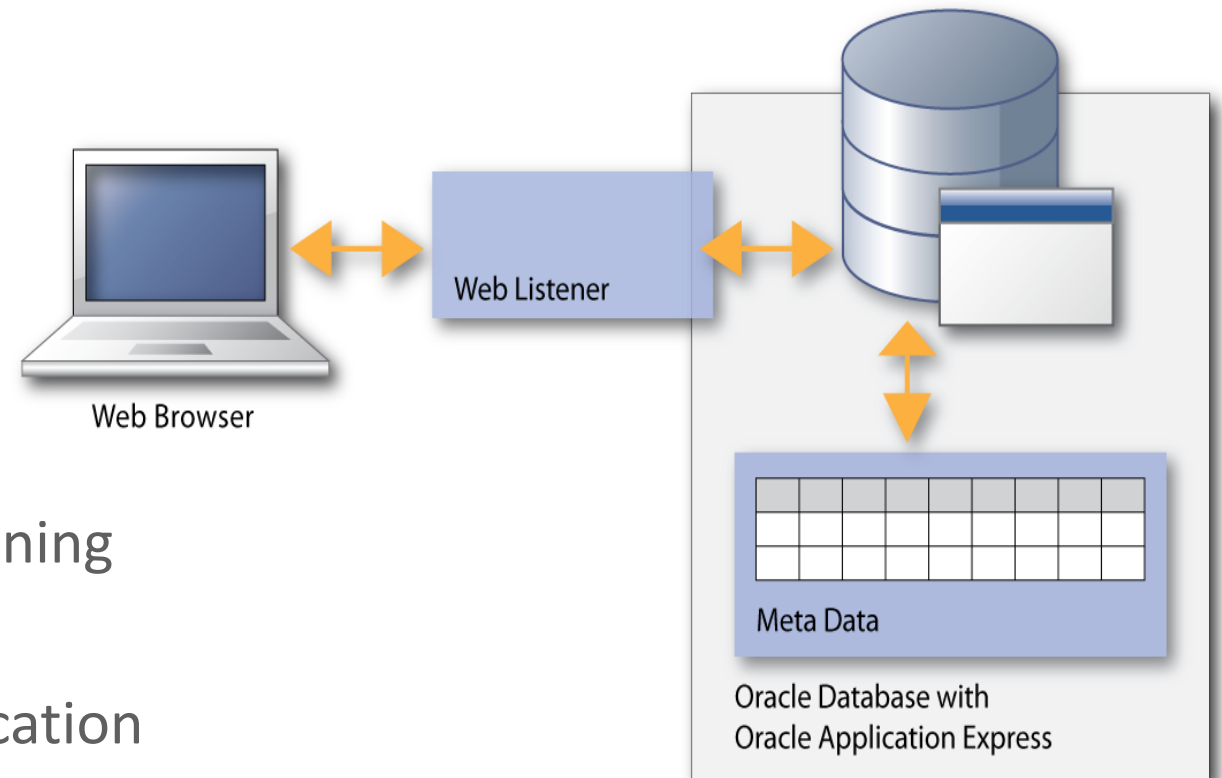 Web Listener
Web Browser
ning
Meta Data
Oracle Database with
Oracle Application Express
cation